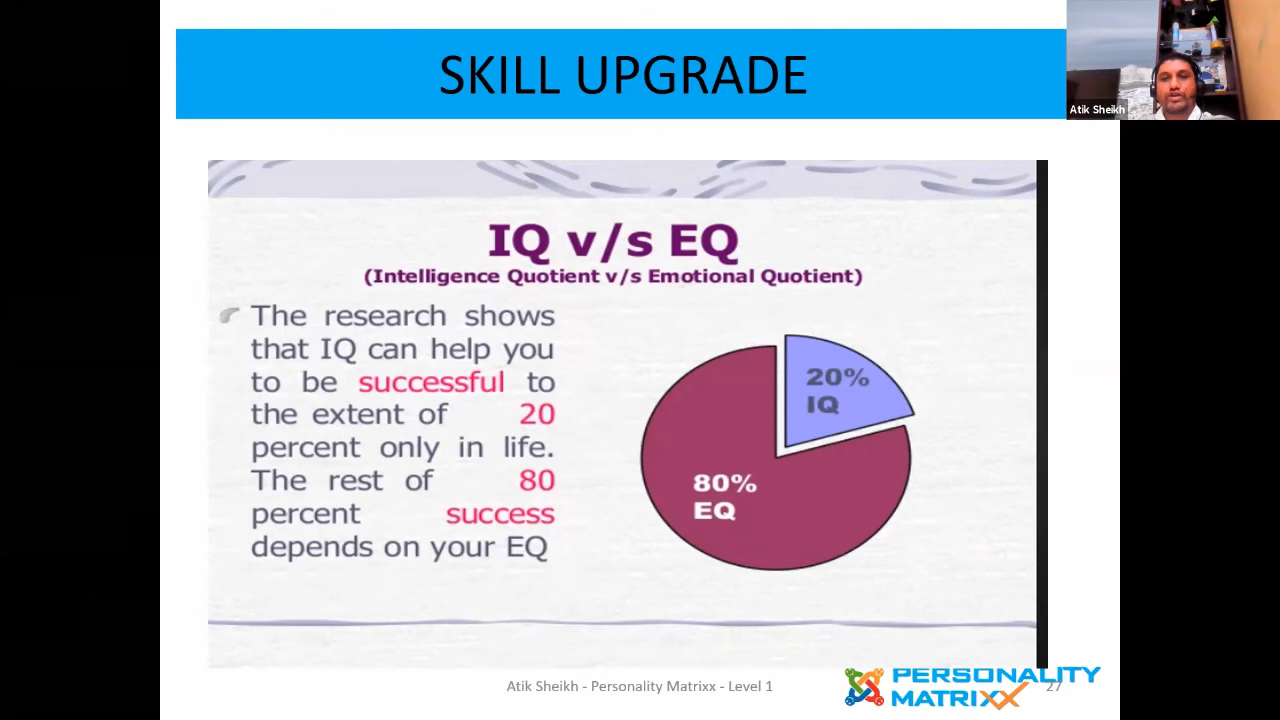 SKILL UPGRADE
Atik Sheikh
IQ v/s EQ
(Intelligence Quotient v/s Emotional Quotient)
The research shows
that IQ can help you
to be successful to
the extent of 20
percent only in life.
The rest of 80
percent success
depends on your EQ
20%
IQ
80%
EQ
Atik Sheikh - Personality Matrixx - Level 1
PERSONALITY
MATRIXX
27